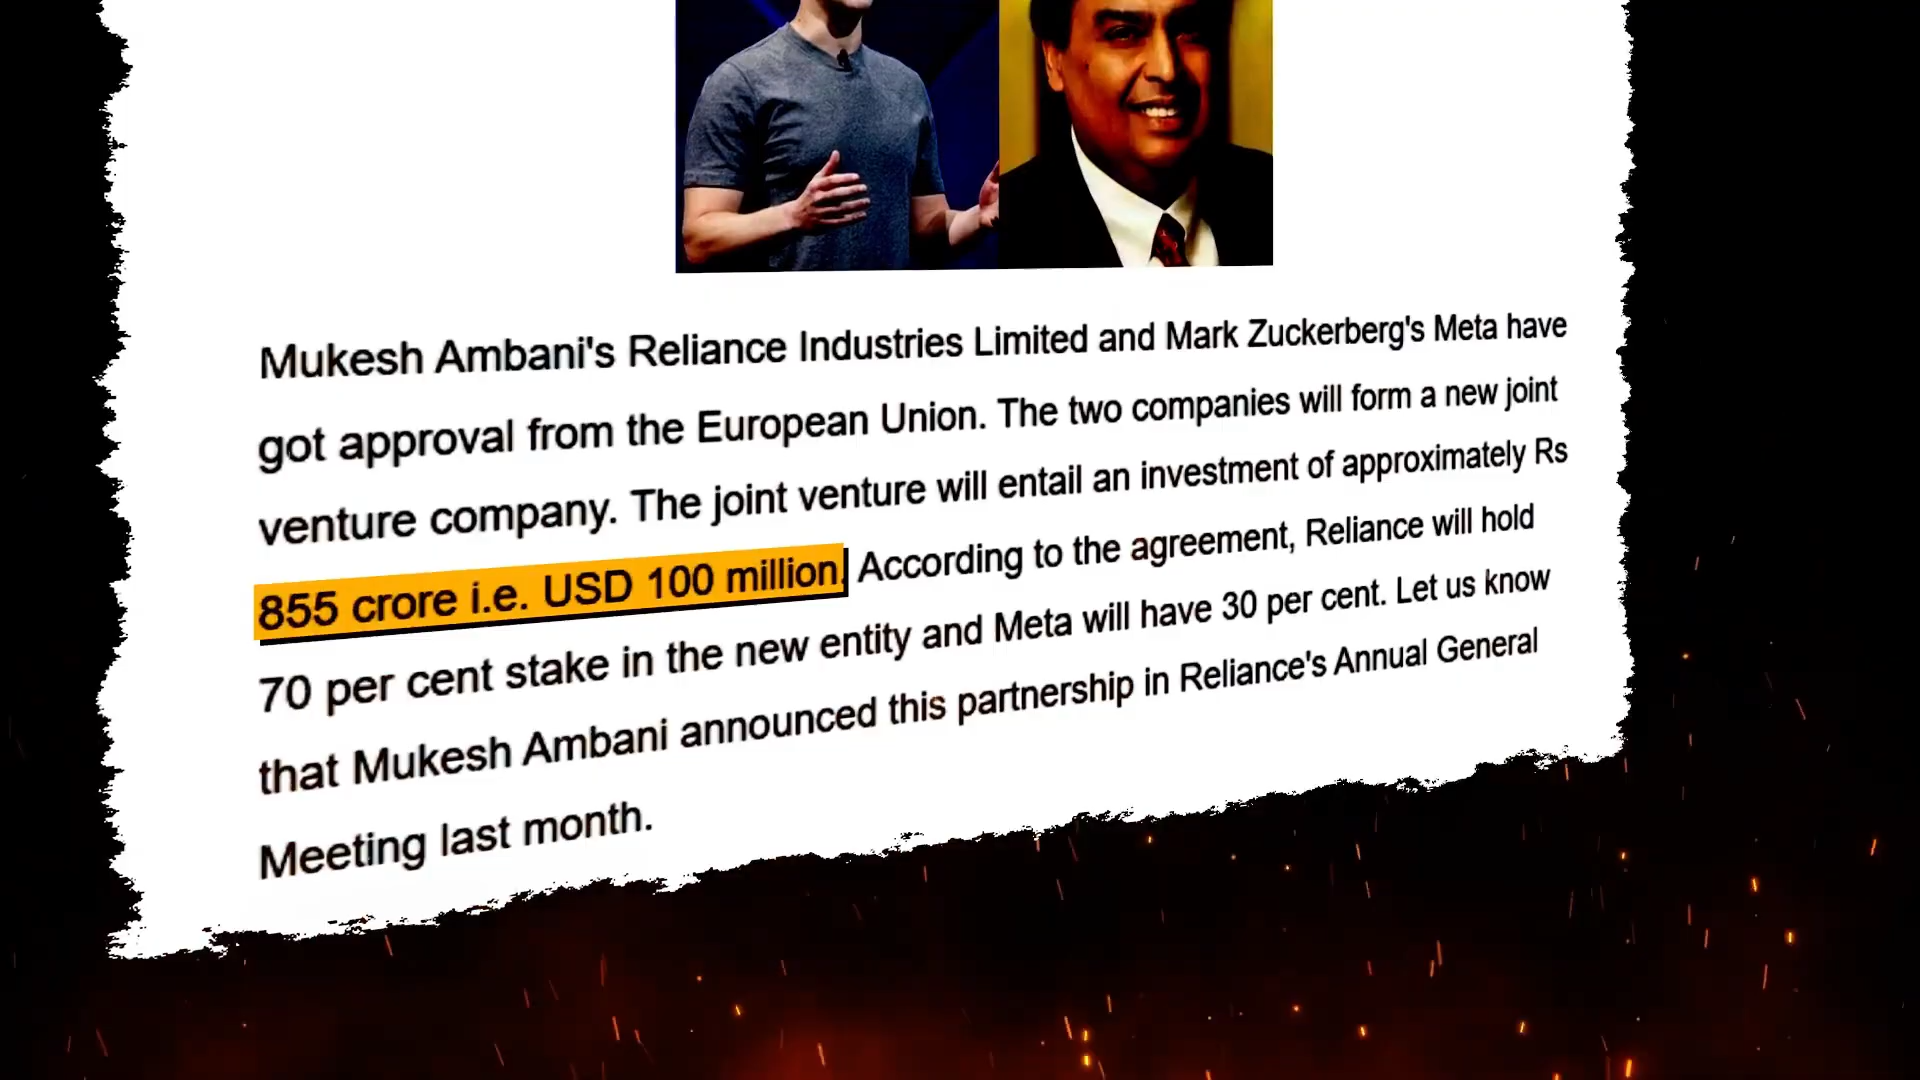 Mukesh Ambani's Reliance Industries Limited and Mark Zuckerberg's Meta have
got approval from the European Union. The two companies will form a new joint
venture company. The joint venture will entail an investment of approximately Rs
855 crore i.e. USD 100 million. According to the agreement, Reliance will hold
70 per cent stake in the new entity and Meta will have 30 per cent. Let us know
that Mukesh Ambani announced this partnership in Reliance's Annual General
Meeting last month.